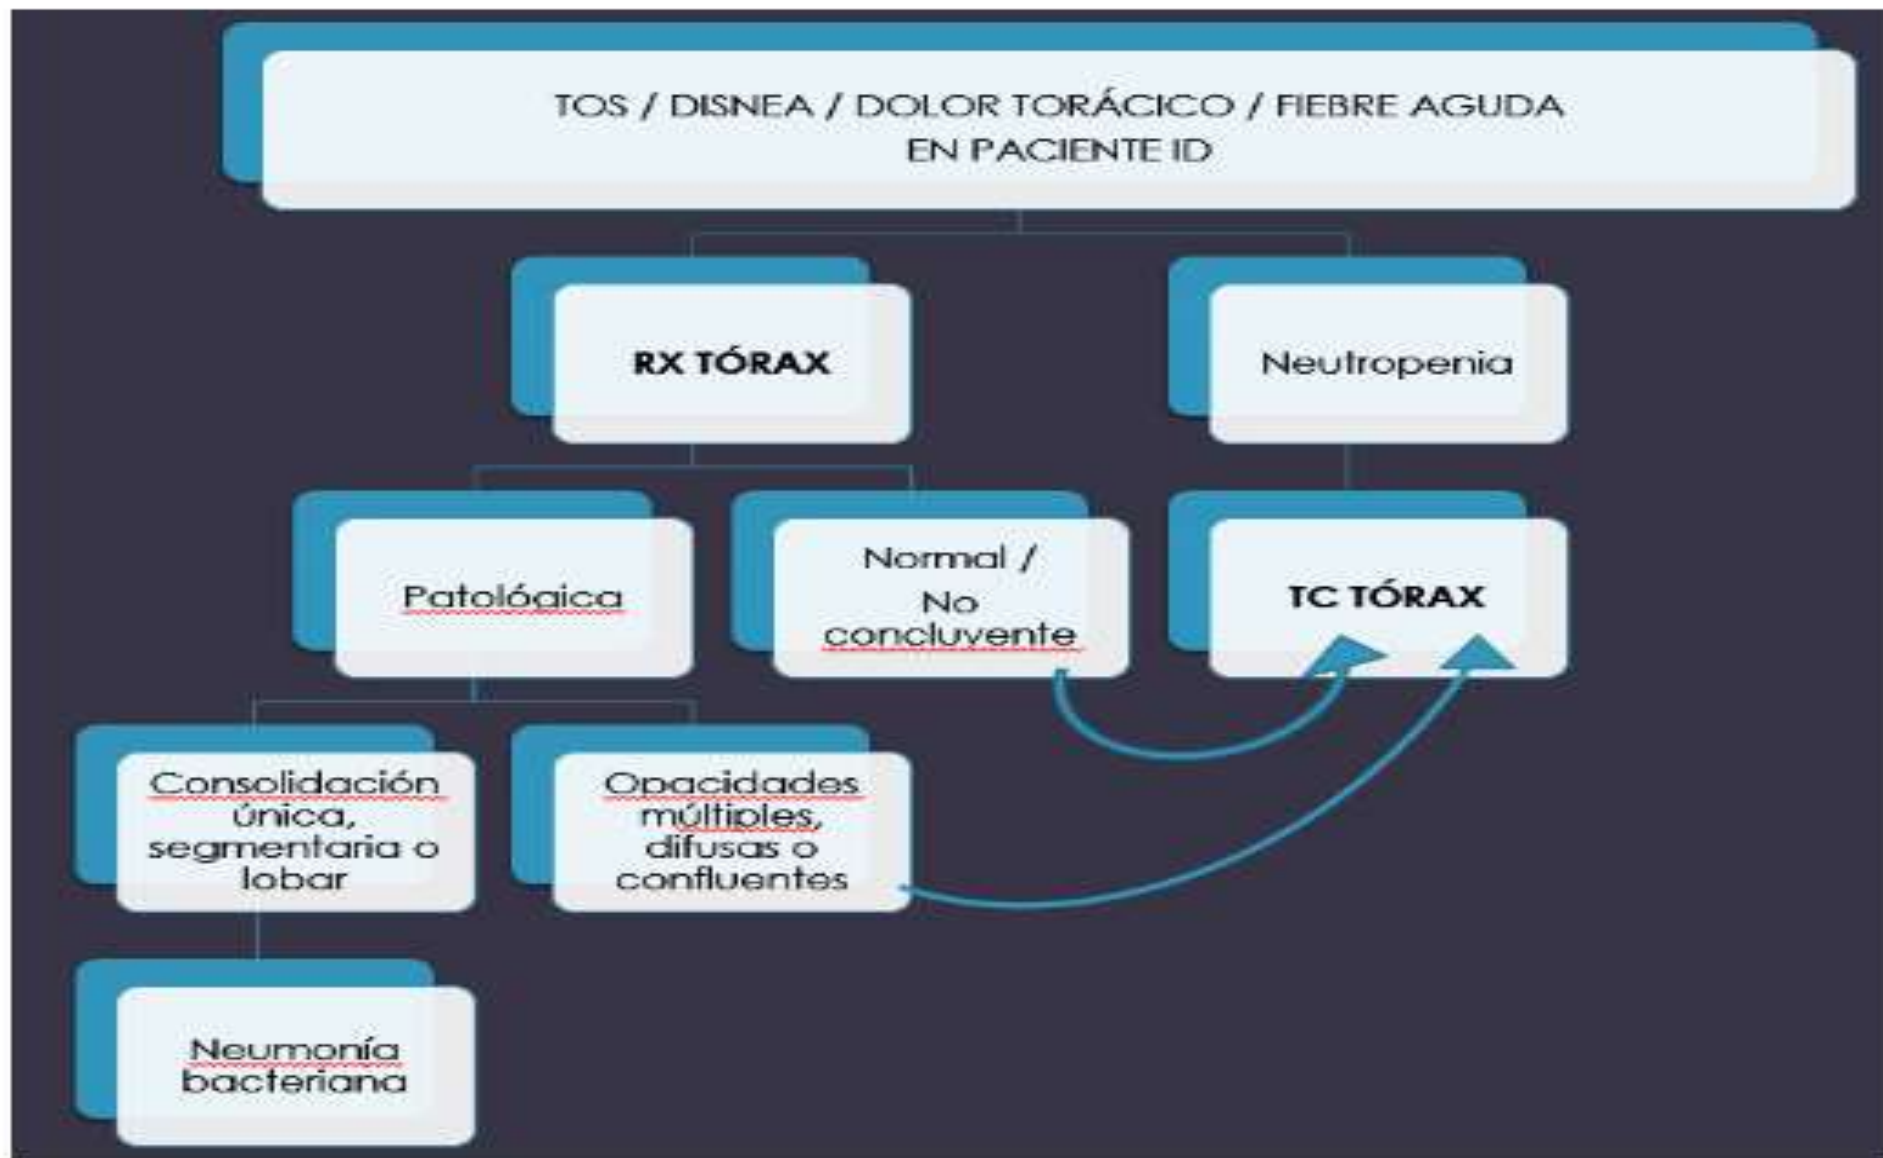 TOS / DISNEA / DOLOR TORÁCICO / FIEBRE AGUDA
EN PACIENTE ID
RX TÓRAX
Neutropenia
Patológica
Normal /
No
concluyente
TC TÓRAX
Consolidación
única,
segmentaria o
lobar
Opacidades
múltiples,
difusas o
confluentes
Neumonía
bacteriana